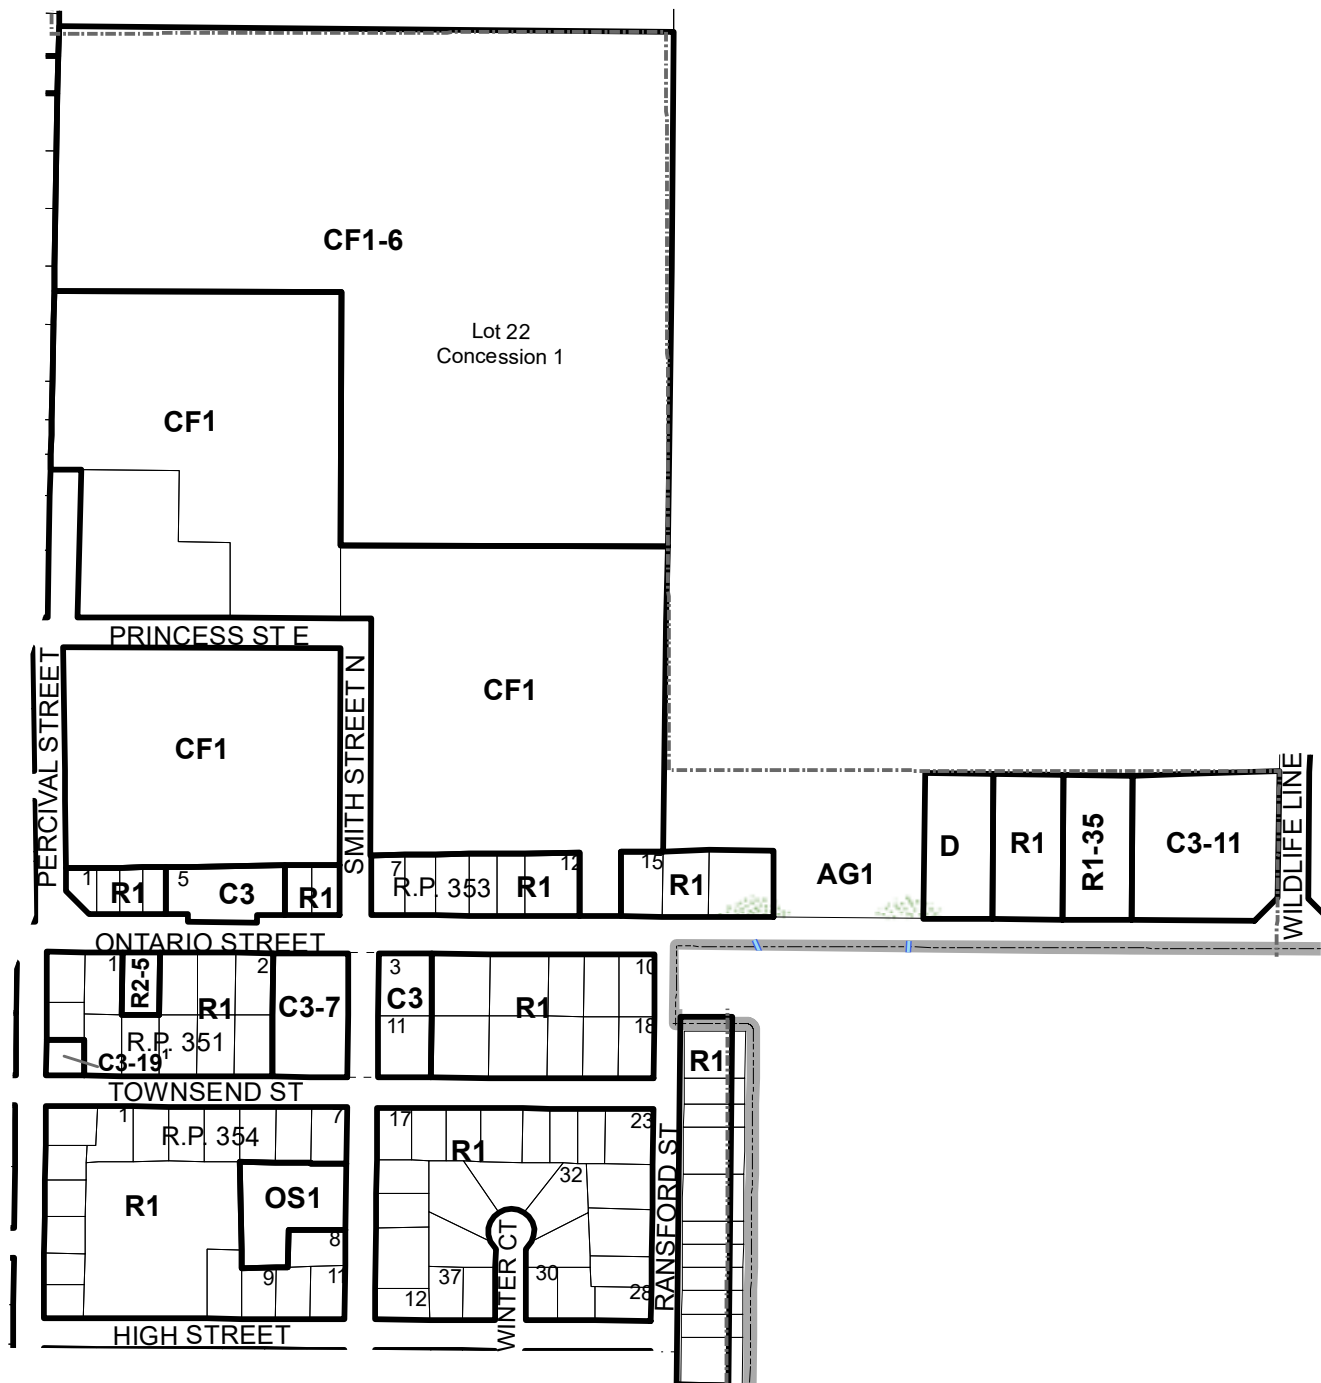 CF1-6
Lot 22
Concession 1
CF1
PRINCESS ST E
PERCIVAL STREET
SMITH STREET N
CF1
CF1
WILDLIFE LINE
D
R1
R1-35
C3-11
AG1
1
R1
5
C3
R1
7
R.P. 353
R1
12
15
R1
ONTARIO STREET
1
R2-5
R1
2
C3-7
3
C3
11
R1
10
18
R.P. 351
1
C3-19
R1
TOWNSEND ST
1
R.P. 354
7
17
R1
23
RANSFORD ST
32
R1
OS1
8
9
11
WINTER CT
37
30
12
28
HIGH STREET